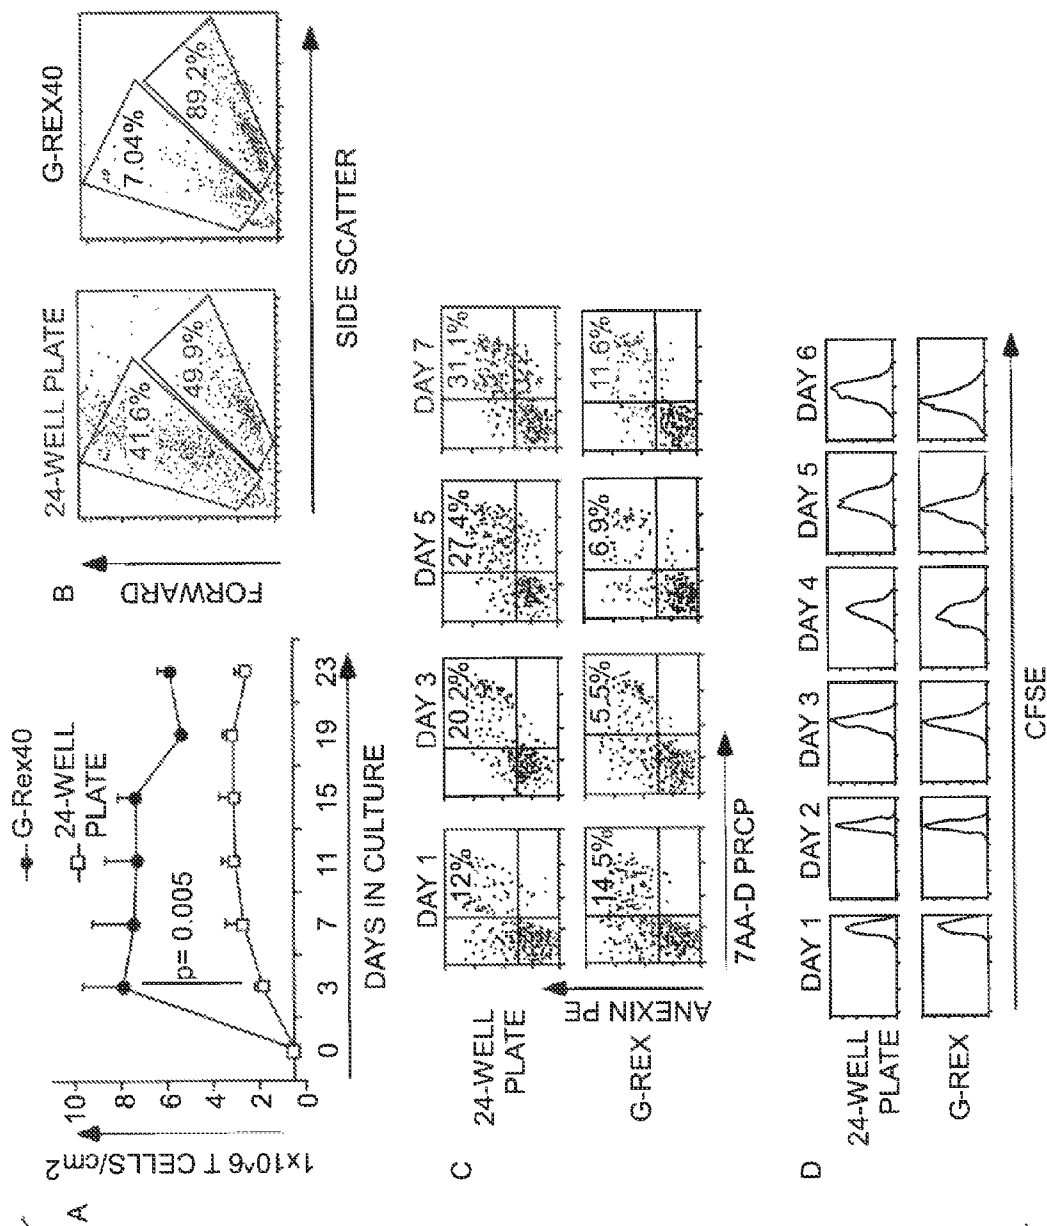 A
1x10^6 T CELLS/cm2
10
8
6
4
2
0
G-Rex40
24-WELL
PLATE
p= 0.005
0
3
7
11
15
19
23
DAYS IN CULTURE
B
FORWARD
24-WELL PLATE
41.6%
49.9%
G-REX40
7.04%
89.2%
SIDE SCATTER
C
DAY 1
DAY 3
DAY 5
DAY 7
24-WELL
PLATE
12%
20.2%
27.4%
31.1%
G-REX
14.5%
5.5%
6.9%
11.6%
ANEXIN PE
7AA-D PRCP
D
DAY 1
DAY 2
DAY 3
DAY 4
DAY 5
DAY 6
24-WELL
PLATE
G-REX
CFSE